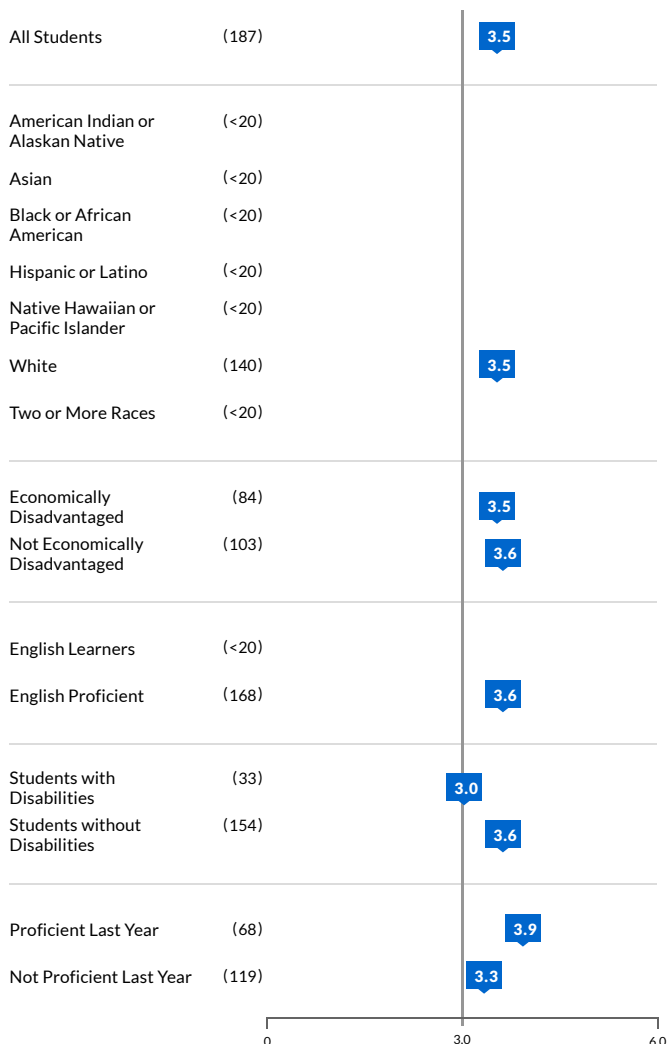 All Students (187) 3.5
American Indian or (<20)
Alaskan Native
Asian (<20)
Black or African (<20)
American
Hispanic or Latino (<20)
Native Hawaiian or (<20)
Pacific Islander
White (140) 3.5
Two or More Races (<20)
Economically (84) 3.5
Disadvantaged
Not Economically (103) 3.6
Disadvantaged
English Learners (<20)
English Proficient (168) 3.6
Students with (33) 3.0
Disabilities
Students without (154) 3.6
Disabilities
Proficient Last Year (68) 3.9
Not Proficient Last Year (119) 3.3
0 3.0 6.0